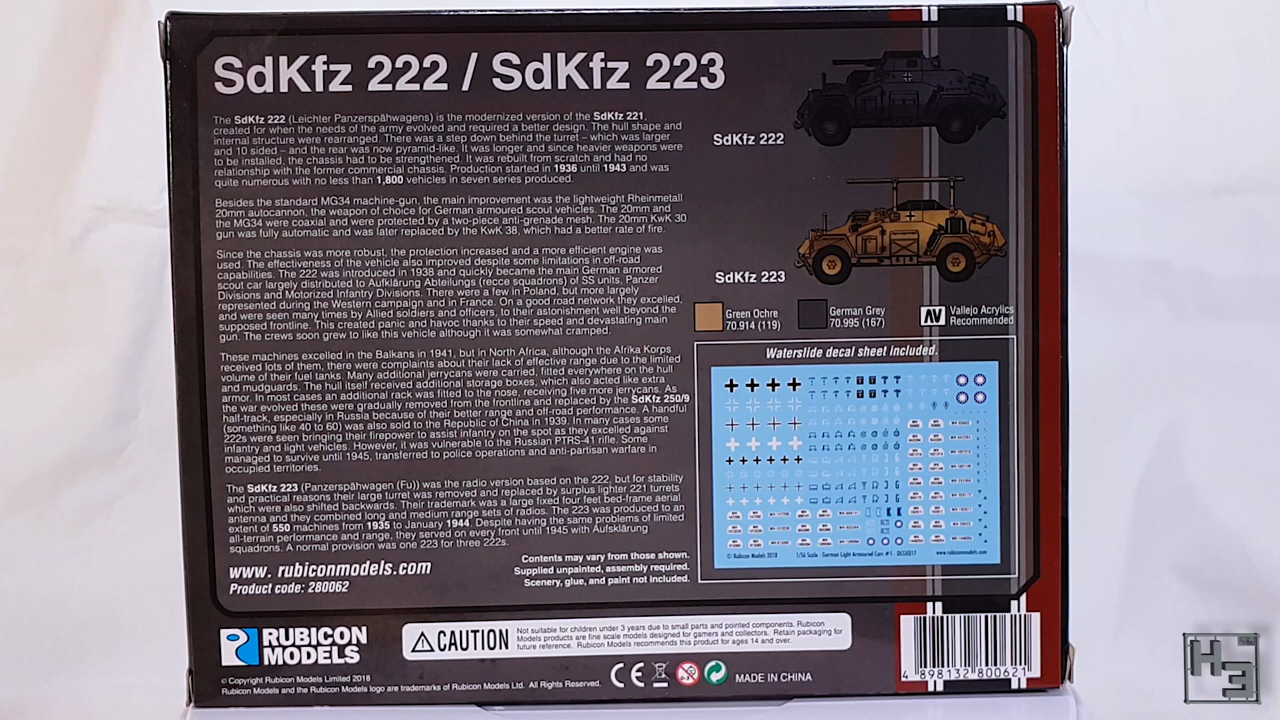 SdKfz 222 / SdKfz 223
The SdKfz 222 (Leichter Panzerspähwagens) is the modernized version of the SdKfz 221,
created for when the needs of the army evolved and required a better design. The hull shape and
internal structure were rearranged. There was a step down behind the turret – which was larger
and 10 sided – and the rear was now pyramid-like. It was longer and since heavier weapons were
to be installed, the chassis had to be strengthened. It was rebuilt from scratch and had no
relationship with the former commercial chassis. Production started in 1936 until 1943 and was
quite numerous with no less than 1,800 vehicles in seven series produced.
Besides the standard MG34 machine-gun, the main improvement was the lightweight Rheinmetall
20mm autocannon, the weapon of choice for German armoured scout vehicles. The 20mm and
the MG34 were coaxial and were protected by a two-piece anti-grenade mesh. The 20mm KwK 30
gun was fully automatic and was later replaced by the KwK 38, which had a better rate of fire.
Since the chassis was more robust, the protection increased and a more efficient engine was
used. The effectiveness of the vehicle also improved despite some limitations in off-road
capabilities. The 222 was introduced in 1938 and quickly became the main German armored
scout car largely distributed to Aufklärung Abteilungs (recce squadrons) of SS units, Panzer
Divisions and Motorized Infantry Divisions. There were a few in Poland, but more largely
represented during the Western campaign and in France. On a good road network they excelled,
and were seen many times by Allied soldiers and officers, to their astonishment well beyond the
supposed frontline. This created panic and havoc thanks to their speed and devastating main
gun. The crews soon grew to like this vehicle although it was somewhat cramped.
These machines excelled in the Balkans in 1941, but in North Africa, although the Afrika Korps
received lots of them, there were complaints about their lack of effective range due to the limited
volume of their fuel tanks. Many additional jerrycans were carried, fitted everywhere on the hull
and mudguards. The hull itself received additional storage boxes, which also acted like extra
armor. In most cases an additional rack was fitted to the nose, receiving five more jerrycans. As
the war evolved these were gradually removed from the frontline and replaced by the SdKfz 250/9
half-track, especially in Russia because of their better range and off-road performance. A handful
(something like 40 to 60) was also sold to the Republic of China in 1939. In many cases some
222s were seen bringing their firepower to assist infantry on the spot as they excelled against
infantry and light vehicles. However, it was vulnerable to the Russian PTRS-41 rifle. Some
managed to survive until 1945, transferred to police operations and anti-partisan warfare in
occupied territories.
The SdKfz 223 (Panzerspähwagen (Fu)) was the radio version based on the 222, but for stability
and practical reasons their large turret was removed and replaced by surplus lighter 221 turrets
which were also shifted backwards. Their trademark was a large fixed four feet bed-frame aerial
antenna and they combined long and medium range sets of radios. The 223 was produced to an
extent of 550 machines from 1935 to January 1944. Despite having the same problems of limited
all-terrain performance and range, they served on every front until 1945 with Aufsklärung
squadrons. A normal provision was one 223 for three 222s.
www. rubiconmodels.com
Product code: 280062
Contents may vary from those shown.
Supplied unpainted, assembly required.
Scenery, glue, and paint not included.
SdKfz 222
SdKfz 223
Green Ochre
70.914 (119)
German Grey
70.995 (167)
AV
Vallejo Acrylics
Recommended
Waterslide decal sheet included.
© Rubicon Models 2018
1/56 Scale - German Light Armoured Cars #1 - DCGE017
www.rubiconmodels.com
RUBICON
MODELS
CAUTION
Not suitable for children under 3 years due to small parts and pointed components. Rubicon
Models products are fine scale models designed for gamers and collectors. Retain packaging for
future reference. Rubicon Models recommends this product for ages 14 and over.
© Copyright Rubicon Models Limited 2018
Rubicon Models and the Rubicon Models logo are trademarks of Rubicon Models Ltd. All Rights Reserved.
CE
0-3
MADE IN CHINA
4 898132 800621
H3